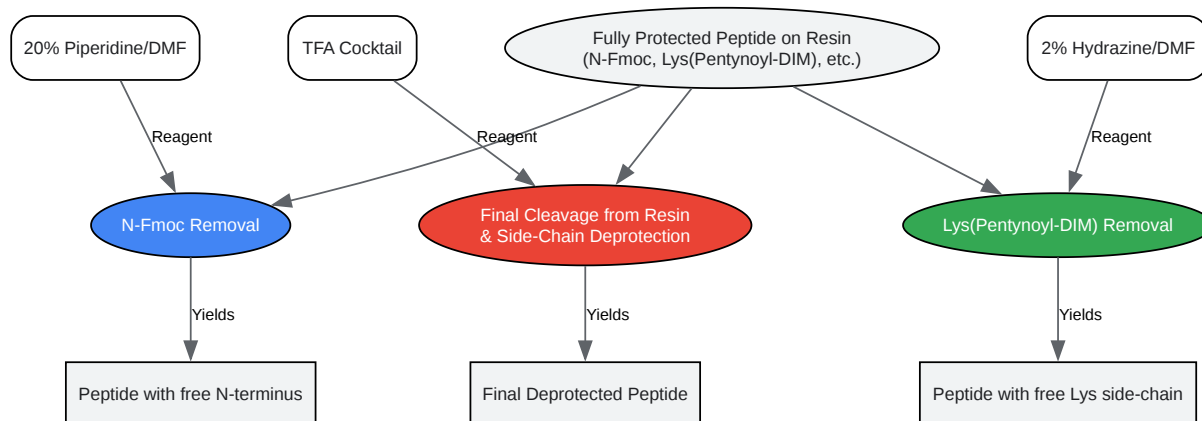 20% Piperidine/DMF
TFA Cocktail
Fully Protected Peptide on Resin
(N-Fmoc, Lys(Pentynoyl-DIM), etc.)
2% Hydrazine/DMF
Reagent
Reagent
Reagent
N-Fmoc Removal
Final Cleavage from Resin
& Side-Chain Deprotection
Lys(Pentynoyl-DIM) Removal
Yields
Yields
Yields
Peptide with free N-terminus
Final Deprotected Peptide
Peptide with free Lys side-chain